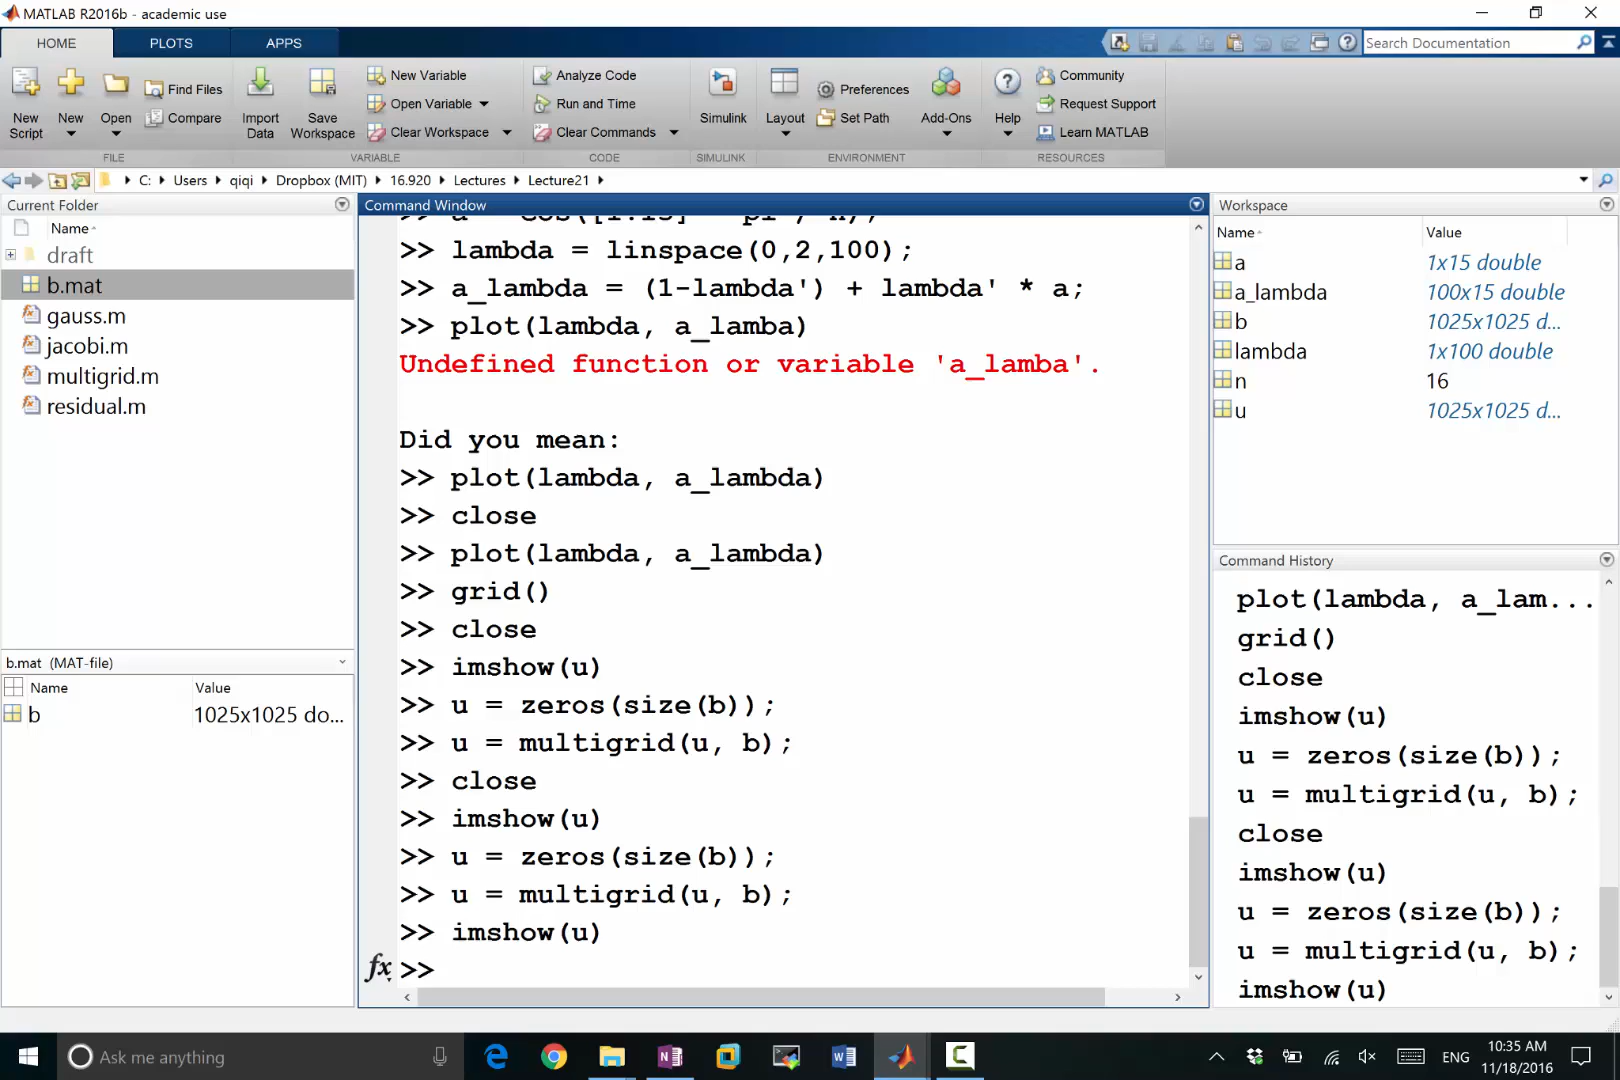 MATLAB R2016b - academic use
HOME
PLOTS
APPS
Search Documentation
New Script
New
Open
Find Files
Compare
Import Data
Save Workspace
New Variable
Open Variable
Clear Workspace
Analyze Code
Run and Time
Clear Commands
Simulink
Layout
Preferences
Set Path
Add-Ons
Help
Community
Request Support
Learn MATLAB
FILE
VARIABLE
CODE
SIMULINK
ENVIRONMENT
RESOURCES
C: Users qiqi Dropbox (MIT) 16.920 Lectures Lecture21
Current Folder
Name
draft
b.mat
gauss.m
jacobi.m
multigrid.m
residual.m
b.mat (MAT-file)
Name Value
b 1025x1025 do...
Command Window
>> lambda = linspace(0,2,100);
>> a_lambda = (1-lambda') + lambda' * a;
>> plot(lambda, a_lamba)
Undefined function or variable 'a_lamba'.
Did you mean:
>> plot(lambda, a_lambda)
>> close
>> plot(lambda, a_lambda)
>> grid()
>> close
>> imshow(u)
>> u = zeros(size(b));
>> u = multigrid(u, b);
>> close
>> imshow(u)
>> u = zeros(size(b));
>> u = multigrid(u, b);
>> imshow(u)
fx >>
Workspace
Name Value
a 1x15 double
a_lambda 100x15 double
b 1025x1025 d...
lambda 1x100 double
n 16
u 1025x1025 d...
Command History
plot(lambda, a_lam...
grid()
close
imshow(u)
u = zeros(size(b));
u = multigrid(u, b);
close
imshow(u)
u = zeros(size(b));
u = multigrid(u, b);
imshow(u)
Ask me anything
ENG
10:35 AM
11/18/2016